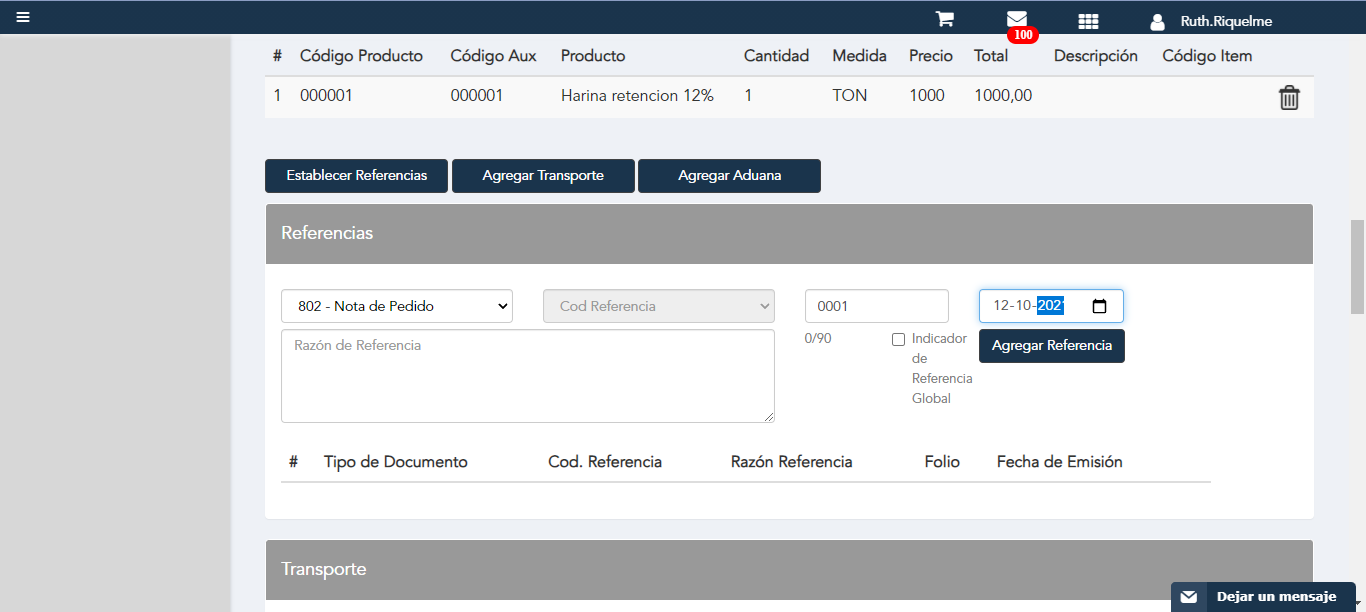 Ruth.Riquelme
100
# Código Producto Código Aux Producto Cantidad Medida Precio Total Descripción Código Item
1 000001 000001 Harina retencion 12% 1 TON 1000 1000,00
Establecer Referencias Agregar Transporte Agregar Aduana
Referencias
802 - Nota de Pedido Cod Referencia 0001 12-10-2021
Razón de Referencia
0/90
Indicador
de
Referencia
Global
Agregar Referencia
# Tipo de Documento Cod. Referencia Razón Referencia Folio Fecha de Emisión
Transporte
Dejar un mensaje